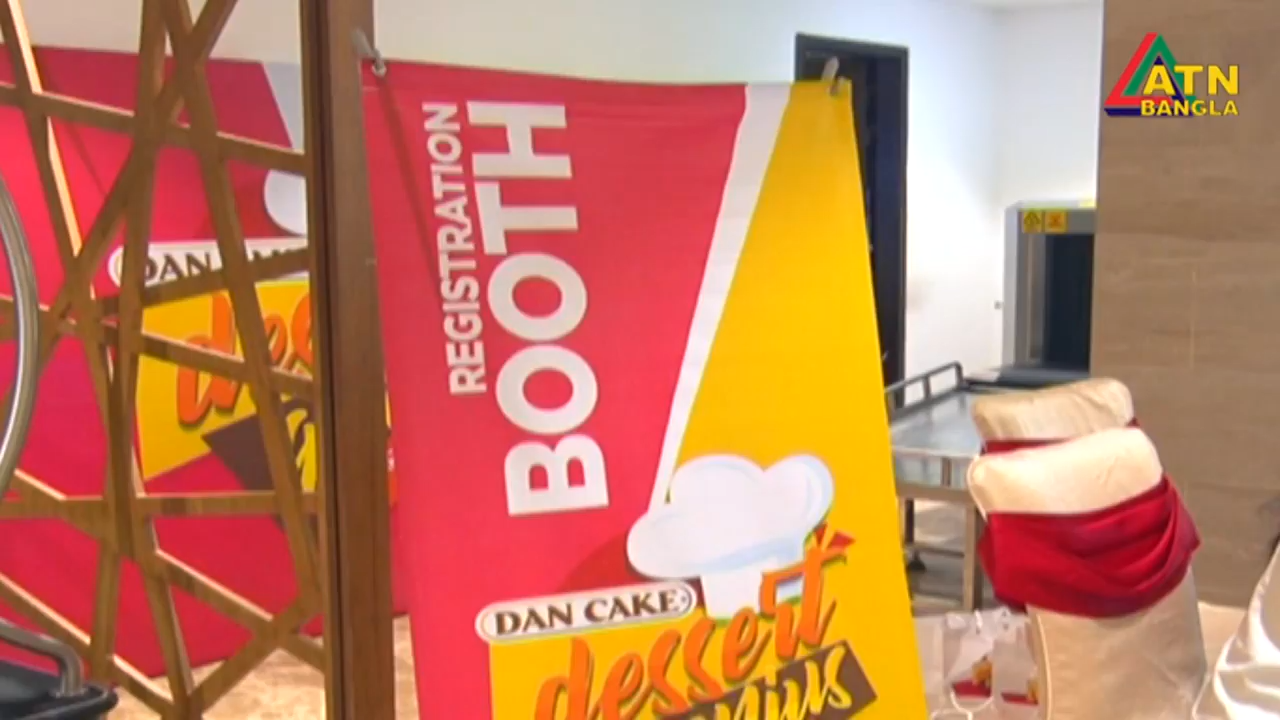 ATN
BANGLA
REGISTRATION
BOOTH
DAN CAKE
dessert
DAN